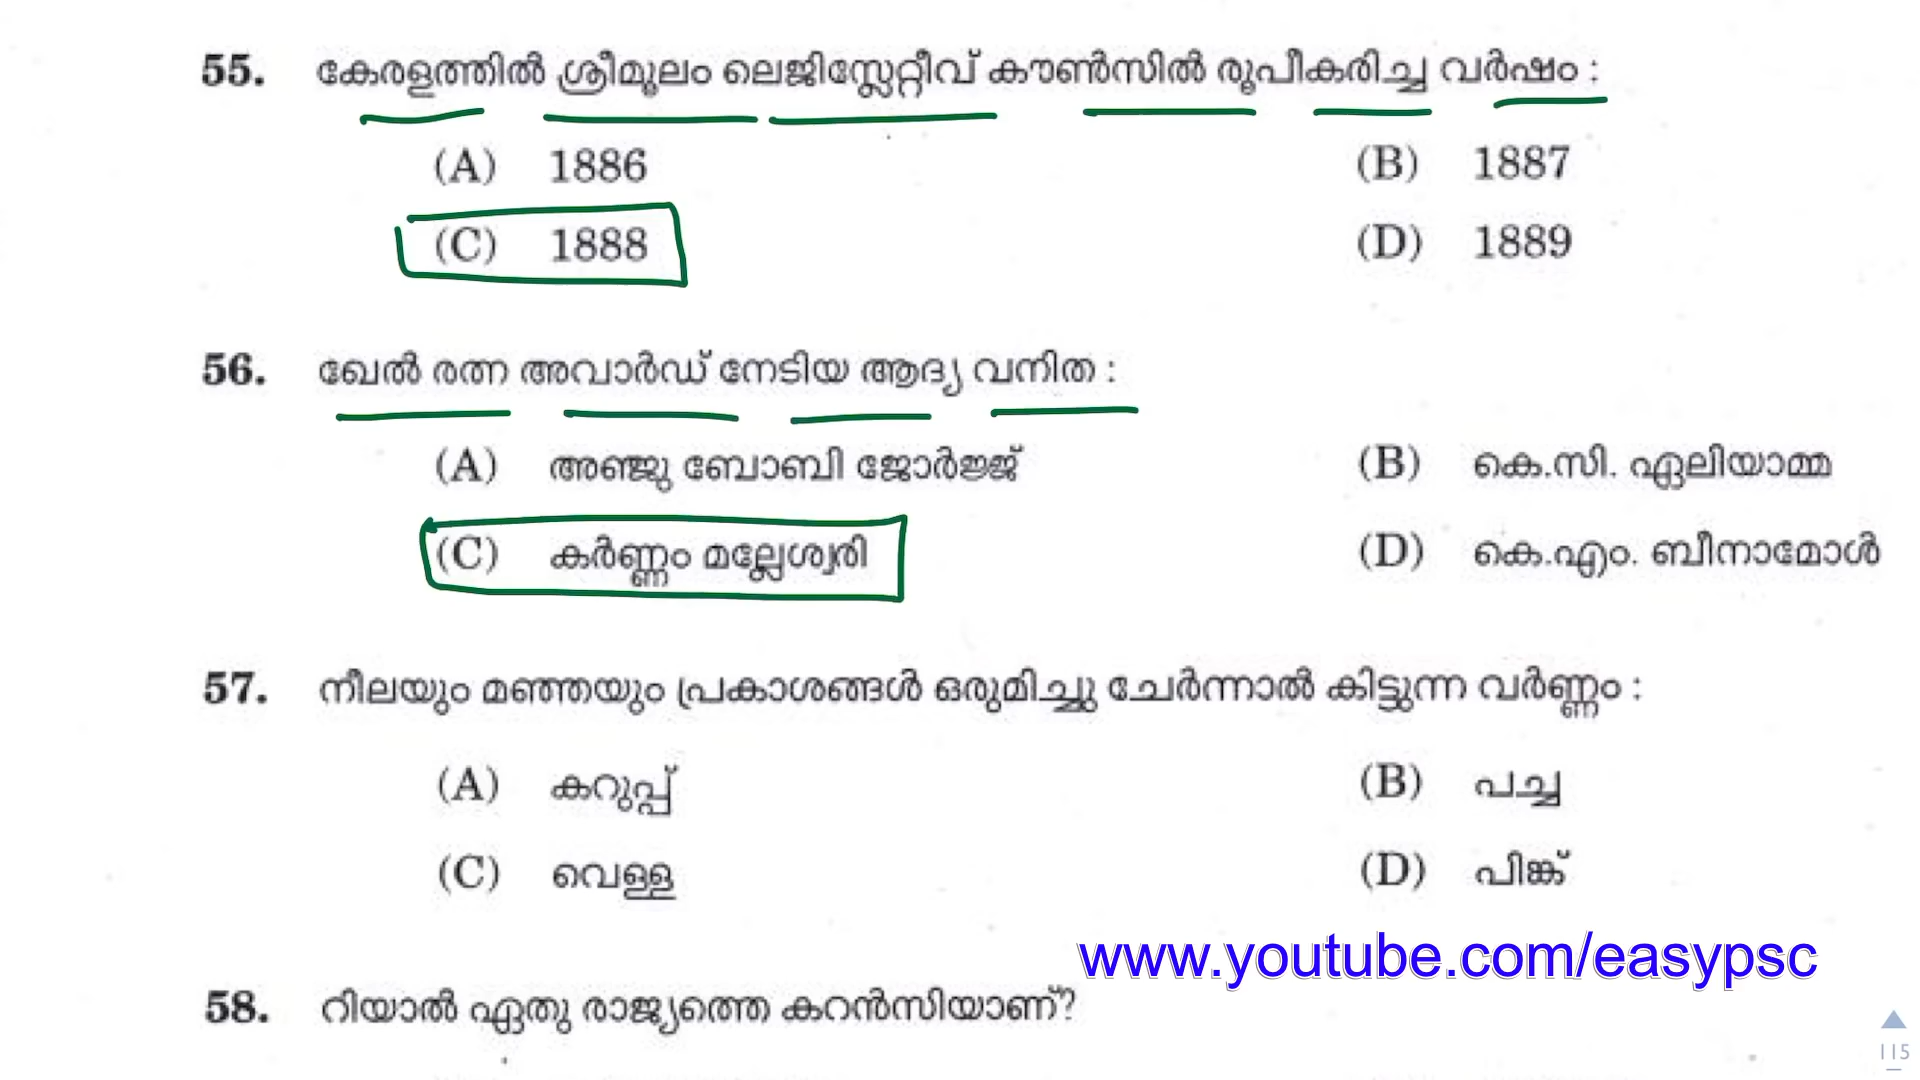 55. കേരളത്തിൽ ശ്രീമൂലം ലെജിസ്ലേറ്റീവ് കൗൺസിൽ രൂപീകരിച്ച വർഷം :
(A) 1886 (B) 1887
(C) 1888 (D) 1889
56. ഖേൽ രത്ന അവാർഡ് നേടിയ ആദ്യ വനിത :
(A) അഞ്ജു ബോബി ജോർജ്ജ് (B) കെ.സി. ഏലിയാമ്മ
(C) കർണ്ണം മല്ലേശ്വരി (D) കെ.എം. ബീനാമോൾ
57. നീലയും മഞ്ഞയും പ്രകാശങ്ങൾ ഒരുമിച്ചു ചേർന്നാൽ കിട്ടുന്ന വർണ്ണം :
(A) കറുപ്പ് (B) പച്ച
(C) വെള്ള (D) പിങ്ക്
www.youtube.com/easypsc
58. റിയാൽ ഏതു രാജ്യത്തെ കറൻസിയാണ്?
115